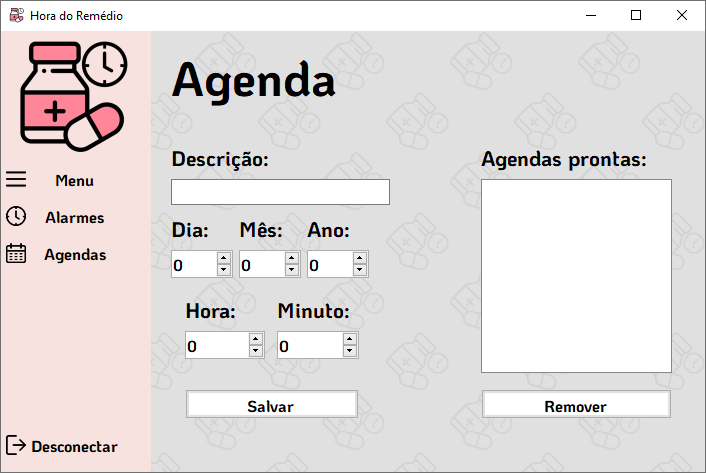 Hora do Remédio
Agenda
Menu
Alarmes
Agendas
Desconectar
Descrição:
Dia: Mês: Ano:
0 0 0
Hora: Minuto:
0 0
Salvar
Agendas prontas:
Remover